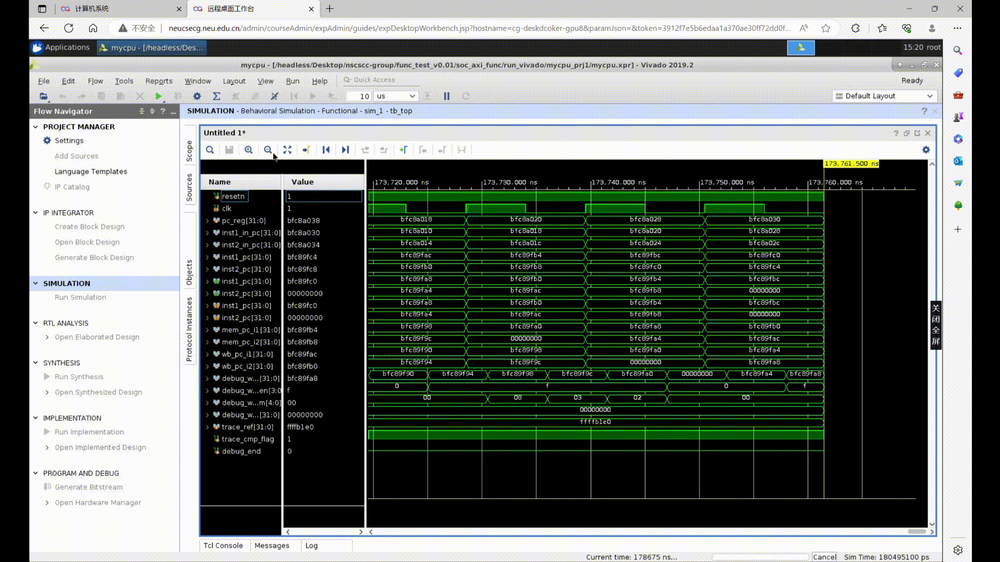 计算机系统
远程桌面工作台
不安全
neucsecg.neu.edu.cn/admin/courseAdmin/expAdmin/guides/expDesktopWorkbench.jsp?hostname=cg-deskdcoker-gpu8&paramJson=&token=3912f7e5b6edaa1a370ae30ff72dd0f...
Applications
mycpu - [/headless/Des...
15:20 root
mycpu - [/headless/Desktop/nscscc-group/func_test_v0.01/soc_axi_func/run_vivado/mycpu_prj1/mycpu.xpr] - Vivado 2019.2
File Edit Flow Tools Reports Window Layout View Run Help
Quick Access
Ready
10 us
Default Layout
Flow Navigator
SIMULATION - Behavioral Simulation - Functional - sim_1 - tb_top
PROJECT MANAGER
Settings
Add Sources
Language Templates
IP Catalog
IP INTEGRATOR
Create Block Design
Open Block Design
Generate Block Design
SIMULATION
Run Simulation
RTL ANALYSIS
Open Elaborated Design
SYNTHESIS
Run Synthesis
Open Synthesized Design
IMPLEMENTATION
Run Implementation
Open Implemented Design
PROGRAM AND DEBUG
Generate Bitstream
Open Hardware Manager
Scope
Sources
Objects
Protocol Instances
Untitled 1*
173,761.500 ns
Name Value
173,720.000 ns 173,730.000 ns 173,740.000 ns 173,750.000 ns 173,760.000 ns
resetn 1
clk 1
pc_reg[31:0] bfc8a038 bfc8a018 bfc8a020 bfc8a028 bfc8a030
inst1_in_pc[31:0] bfc8a030 bfc8a010 bfc8a018 bfc8a020 bfc8a028
inst2_in_pc[31:0] bfc8a034 bfc8a014 bfc8a01c bfc8a024 bfc8a02c
inst1_pc[31:0] bfc89fc4 bfc89fac bfc89fb4 bfc89fbc bfc89fc0
inst2_pc[31:0] bfc89fc8 bfc89fb0 bfc89fb8 bfc89fc0 bfc89fc4
inst1_pc[31:0] bfc89fc0 bfc89fa8 bfc89fb0 bfc89fb4 bfc89fbc
inst2_pc[31:0] 00000000 bfc89fa4 bfc89fac bfc89fb8 00000000
inst1_pc[31:0] bfc89fc0 bfc89fa8 bfc89fb0 bfc89fb4 bfc89fbc
inst2_pc[31:0] 00000000 bfc89fa4 bfc89fac bfc89fb8 00000000
mem_pc_i1[31:0] bfc89fb4 bfc89f98 bfc89fa0 bfc89fa8 bfc89fb0
mem_pc_i2[31:0] bfc89fb8 bfc89f9c 00000000 bfc89fa4 bfc89fac
wb_pc_i1[31:0] bfc89fac bfc89f90 bfc89f98 bfc89fa0 bfc89fa4
wb_pc_i2[31:0] bfc89fb0 bfc89f94 bfc89f9c 00000000 bfc89fa8
debug_w...[31:0] bfc89fa8 bfc89f90 bfc89f94 bfc89f98 bfc89f9c bfc89fa0 00000000 bfc89fa4 bfc89fa8
debug_w...en[3:0 f 0 f 0 f
debug_w...m[4:0] 00 00 08 03 02 00
debug_w...[31:0] 00000000 00000000
trace_ref[31:0] ffffb1e0 ffffb1e0
trace_cmp_flag 1
debug_end 0
关
闭
全
屏
Tcl Console Messages Log
Current time: 178675 ns...
Cancel
Sim Time: 180495100 ps